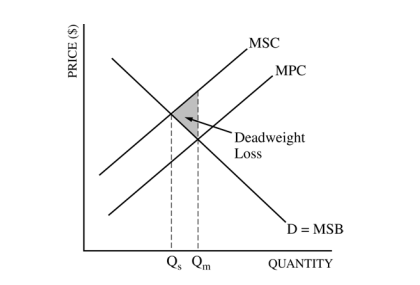 PRICE ($)
MSC
MPC
Deadweight
Loss
D = MSB
Qs Qm
QUANTITY